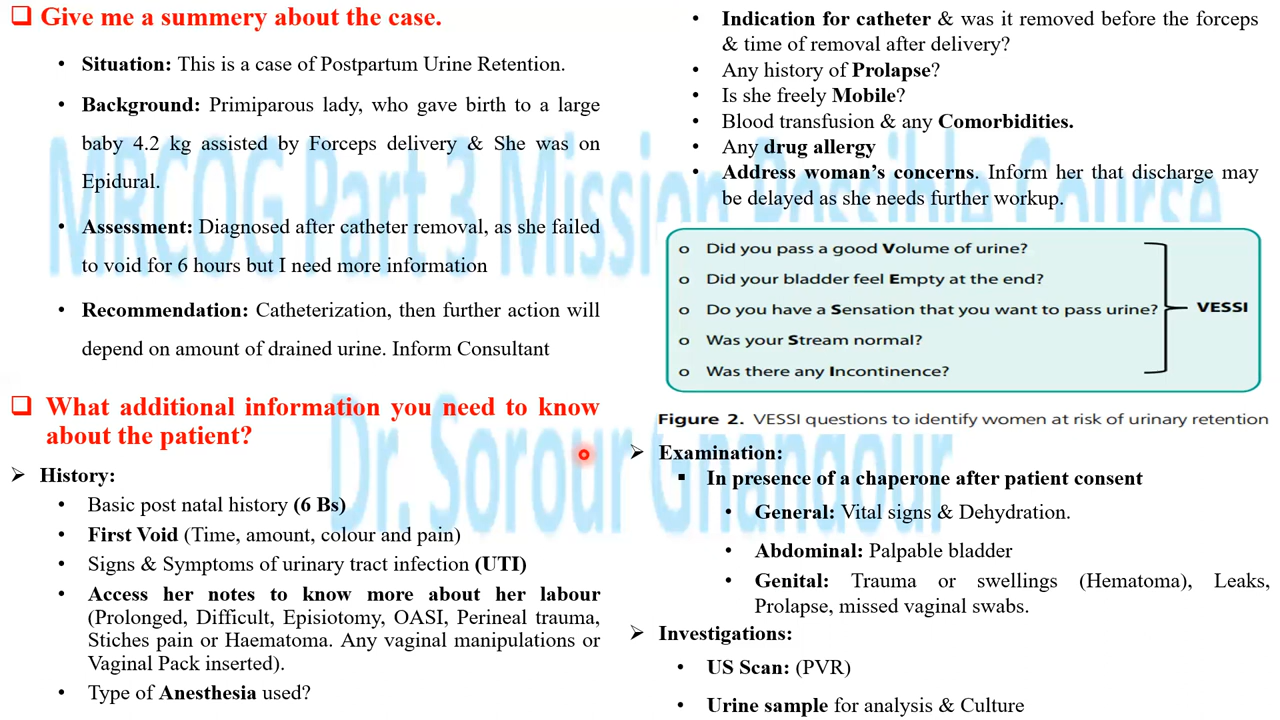 ❑ Give me a summery about the case.
• Situation: This is a case of Postpartum Urine Retention.
• Background: Primiparous lady, who gave birth to a large
baby 4.2 kg assisted by Forceps delivery & She was on
Epidural.
• Assessment: Diagnosed after catheter removal, as she failed
to void for 6 hours but I need more information
• Recommendation: Catheterization, then further action will
depend on amount of drained urine. Inform Consultant
❑ What additional information you need to know
about the patient?
➢ History:
• Basic post natal history (6 Bs)
• First Void (Time, amount, colour and pain)
• Signs & Symptoms of urinary tract infection (UTI)
• Access her notes to know more about her labour
(Prolonged, Difficult, Episiotomy, OASI, Perineal trauma,
Stiches pain or Haematoma. Any vaginal manipulations or
Vaginal Pack inserted).
• Type of Anesthesia used?
• Indication for catheter & was it removed before the forceps
& time of removal after delivery?
• Any history of Prolapse?
• Is she freely Mobile?
• Blood transfusion & any Comorbidities.
• Any drug allergy
• Address woman's concerns. Inform her that discharge may
be delayed as she needs further workup.
o Did you pass a good Volume of urine?
o Did your bladder feel Empty at the end?
o Do you have a Sensation that you want to pass urine?
o Was your Stream normal?
o Was there any Incontinence?
VESSI
Figure 2. VESSI questions to identify women at risk of urinary retention
➢ Examination:
▪ In presence of a chaperone after patient consent
• General: Vital signs & Dehydration.
• Abdominal: Palpable bladder
• Genital: Trauma or swellings (Hematoma), Leaks,
Prolapse, missed vaginal swabs.
➢ Investigations:
• US Scan: (PVR)
• Urine sample for analysis & Culture
MRCOG Part 3 Mission Possible Course
Dr. Sorour Ghandour